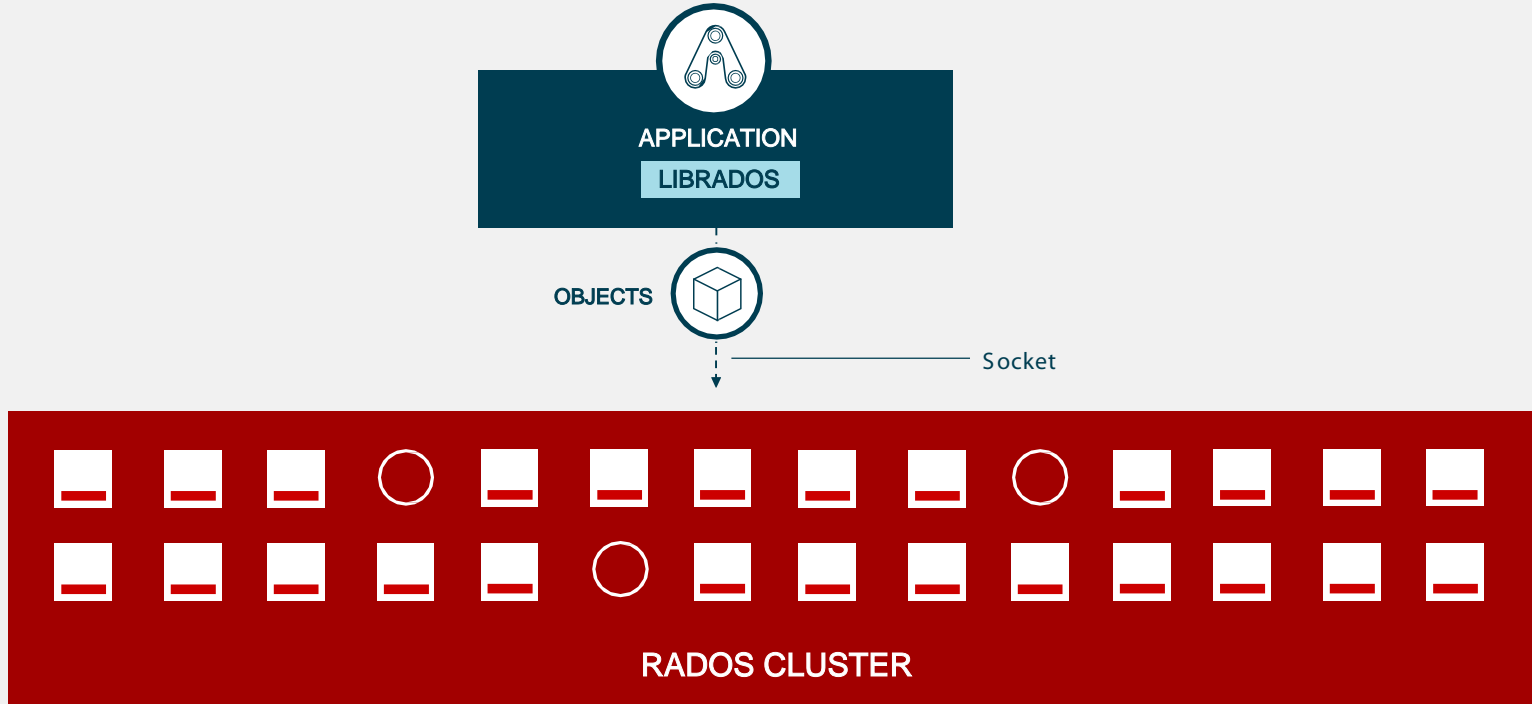 APPLICATION
LIBRADOS
OBJECTS
Socket
RADOS CLUSTER